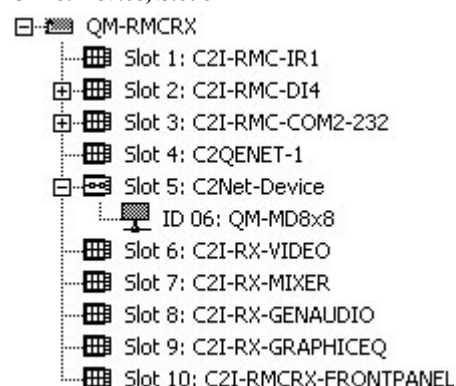 QM-RMCRX
Slot 1: C2I-RMC-IR1
Slot 2: C2I-RMC-DI4
Slot 3: C2I-RMC-COM2-232
Slot 4: C2QENET-1
Slot 5: C2Net-Device
ID 06: QM-MD8x8
Slot 6: C2I-RX-VIDEO
Slot 7: C2I-RX-MIXER
Slot 8: C2I-RX-GENAUDIO
Slot 9: C2I-RX-GRAPHICEQ
Slot 10: C2I-RMCRX-FRONTPANEL